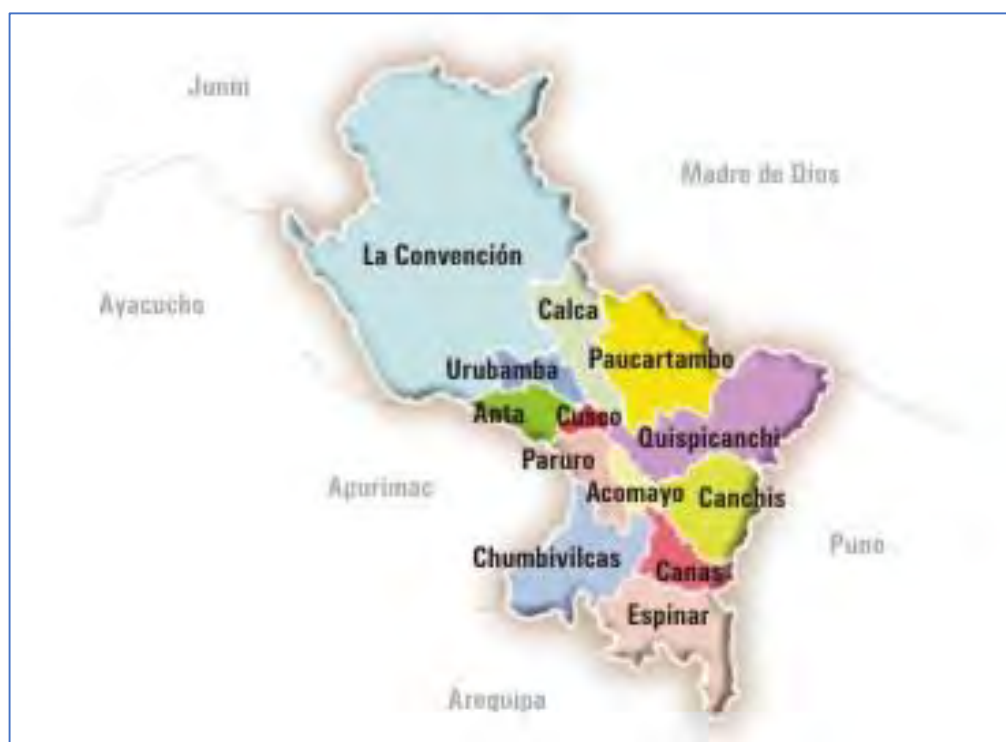 Junín
Madre de Dios
La Convención
Ayacucho
Calca
Paucartambo
Urubamba
Anta
Cusco
Quispicanchi
Paruro
Apurimac
Acomayo
Canchis
Puno
Chumbivilcas
Canas
Espinar
Arequipa